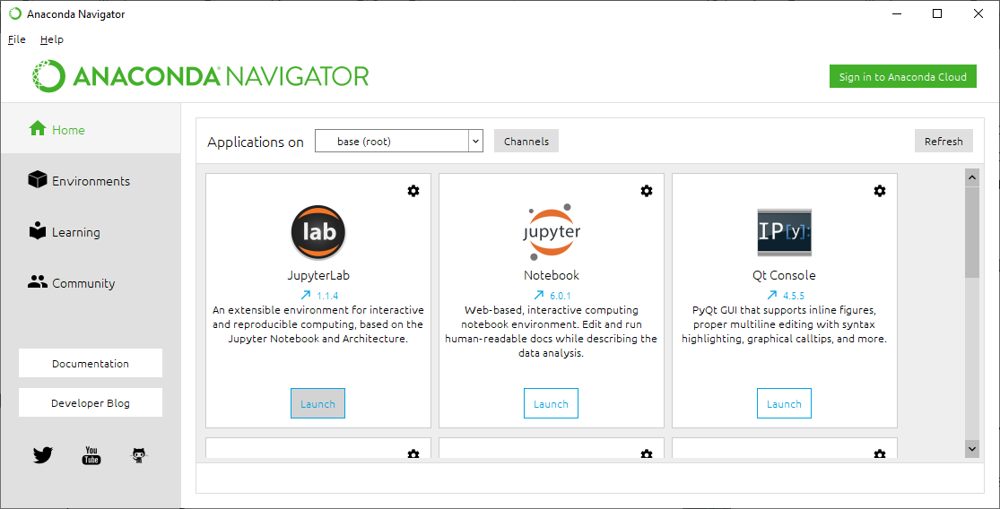 Anaconda Navigator
File Help
ANACONDA NAVIGATOR
Sign in to Anaconda Cloud
Home
Environments
Learning
Community
Documentation
Developer Blog
You
Tube
Applications on base (root) Channels Refresh
lab
JupyterLab
1.1.4
An extensible environment for interactive
and reproducible computing, based on the
Jupyter Notebook and Architecture.
Launch
jupyter
Notebook
6.0.1
Web-based, interactive computing
notebook environment. Edit and run
human-readable docs while describing the
data analysis.
Launch
IP[y]:
Qt Console
4.5.5
PyQt GUI that supports inline figures,
proper multiline editing with syntax
highlighting, graphical calltips, and more.
Launch